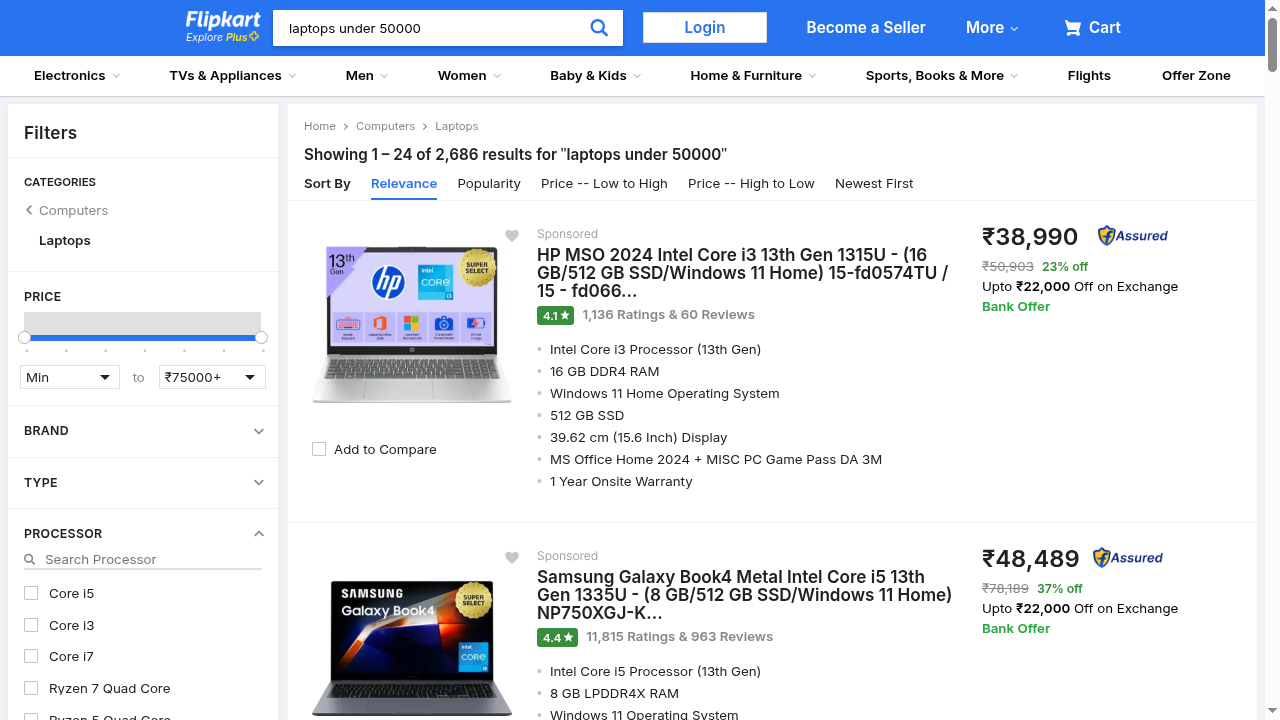 Flipkart
Explore Plus
laptops under 50000
Login
Become a Seller
More
Cart
Electronics
TVs & Appliances
Men
Women
Baby & Kids
Home & Furniture
Sports, Books & More
Flights
Offer Zone
Filters
CATEGORIES
Computers
Laptops
PRICE
Min
to
₹75000+
BRAND
TYPE
PROCESSOR
Search Processor
Core i5
Core i3
Core i7
Ryzen 7 Quad Core
Ryzen 5 Quad Core
Home
Computers
Laptops
Showing 1 – 24 of 2,686 results for "laptops under 50000"
Sort By
Relevance
Popularity
Price -- Low to High
Price -- High to Low
Newest First
13th
Gen
hp
intel
CORE
i3
SUPER
SELECT
Add to Compare
Sponsored
HP MSO 2024 Intel Core i3 13th Gen 1315U - (16
GB/512 GB SSD/Windows 11 Home) 15-fd0574TU /
15 - fd066...
4.1
1,136 Ratings & 60 Reviews
Intel Core i3 Processor (13th Gen)
16 GB DDR4 RAM
Windows 11 Home Operating System
512 GB SSD
39.62 cm (15.6 Inch) Display
MS Office Home 2024 + MISC PC Game Pass DA 3M
1 Year Onsite Warranty
₹38,990
Assured
₹50,903 23% off
Upto ₹22,000 Off on Exchange
Bank Offer
SAMSUNG
Galaxy Book4
SUPER
SELECT
intel
CORE
Sponsored
Samsung Galaxy Book4 Metal Intel Core i5 13th
Gen 1335U - (8 GB/512 GB SSD/Windows 11 Home)
NP750XGJ-K...
4.4
11,815 Ratings & 963 Reviews
Intel Core i5 Processor (13th Gen)
8 GB LPDDR4X RAM
Windows 11 Operating System
₹48,489
Assured
₹78,189 37% off
Upto ₹22,000 Off on Exchange
Bank Offer